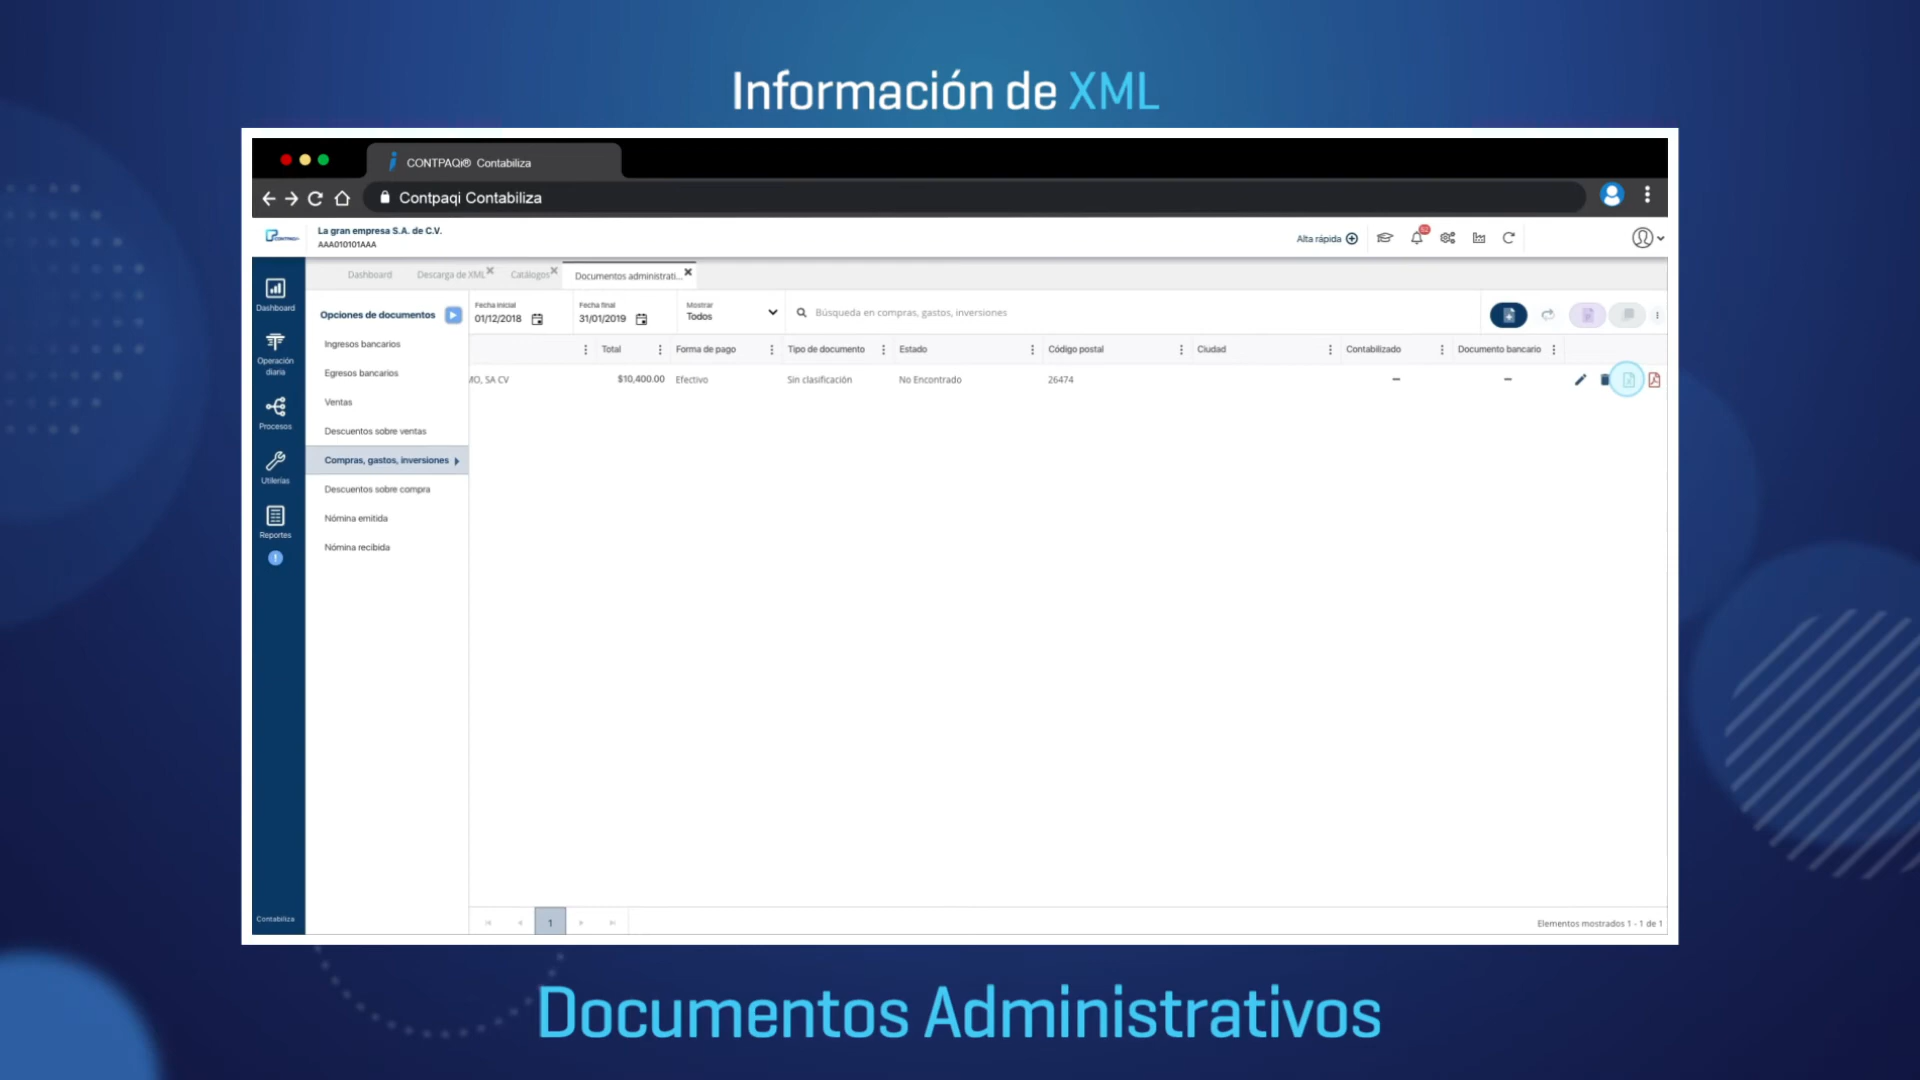 Información de XML
CONTPAQi® Contabiliza
Contpaqi Contabiliza
La gran empresa S.A. de C.V.
AAA010101AAA
Alta rápida
Dashboard
Descarga de XML
Catálogos
Documentos administrati...
Dashboard
Operación
diaria
Procesos
Utilerías
Reportes
Contabiliza
Opciones de documentos
Ingresos bancarios
Egresos bancarios
Ventas
Descuentos sobre ventas
Compras, gastos, inversiones
Descuentos sobre compra
Nómina emitida
Nómina recibida
Fecha inicial
01/12/2018
Fecha final
31/01/2019
Mostrar
Todos
Búsqueda en compras, gastos, inversiones
Total
Forma de pago
Tipo de documento
Estado
Código postal
Ciudad
Contabilizado
Documento bancario
MO, SA CV
$10,400.00
Efectivo
Sin clasificación
No Encontrado
26474
–
–
1
Elementos mostrados 1 - 1 de 1
Documentos Administrativos